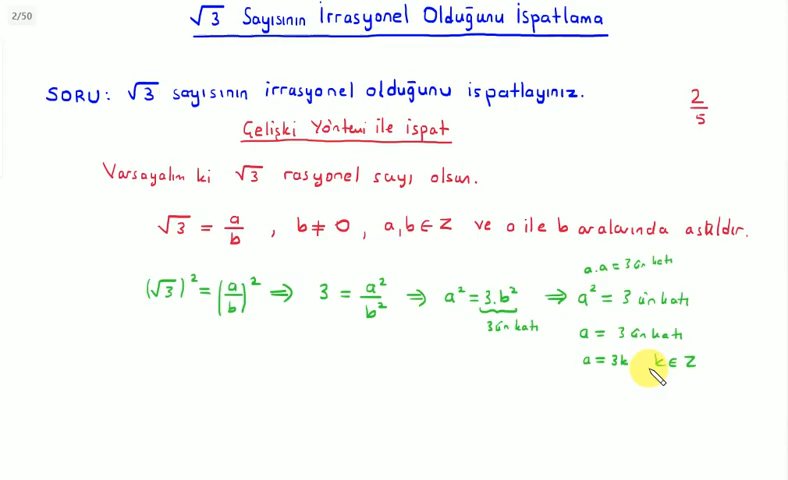 2/50
√3 Sayısının İrrasyonel Olduğunu İspatlama
SORU: √3 sayısının irrasyonel olduğunu ispatlayınız.
2/5
Çelişki Yöntemi ile ispat
Varsayalım ki √3 rasyonel sayı olsun.
√3 = a/b , b≠0 , a,b∈Z ve a ile b aralarında asaldır.
a.a = 3 ün katı
(√3)² = (a/b)² ⇒ 3 = a²/b² ⇒ a² = 3.b² ⇒ a² = 3 ün katı
3 ün katı
a = 3 ün katı
a = 3k k∈Z